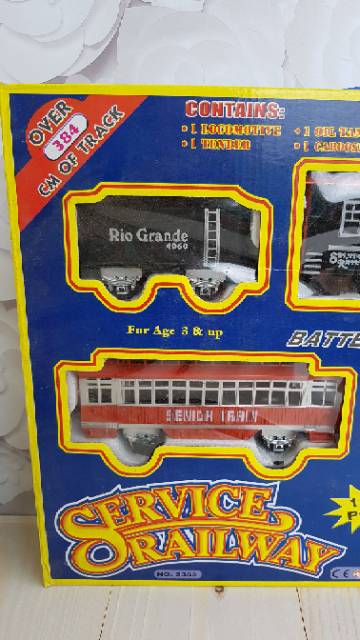 OVER
384
CM OF TRACK
CONTAINS:
• 1 LOCOMOTIVE • 1 OIL TAN
• 1 TENDER • 1 CABOOS
Rio Grande
4060
For Age 3 & up
BATTE
SERVICE
RAILWAY
CE